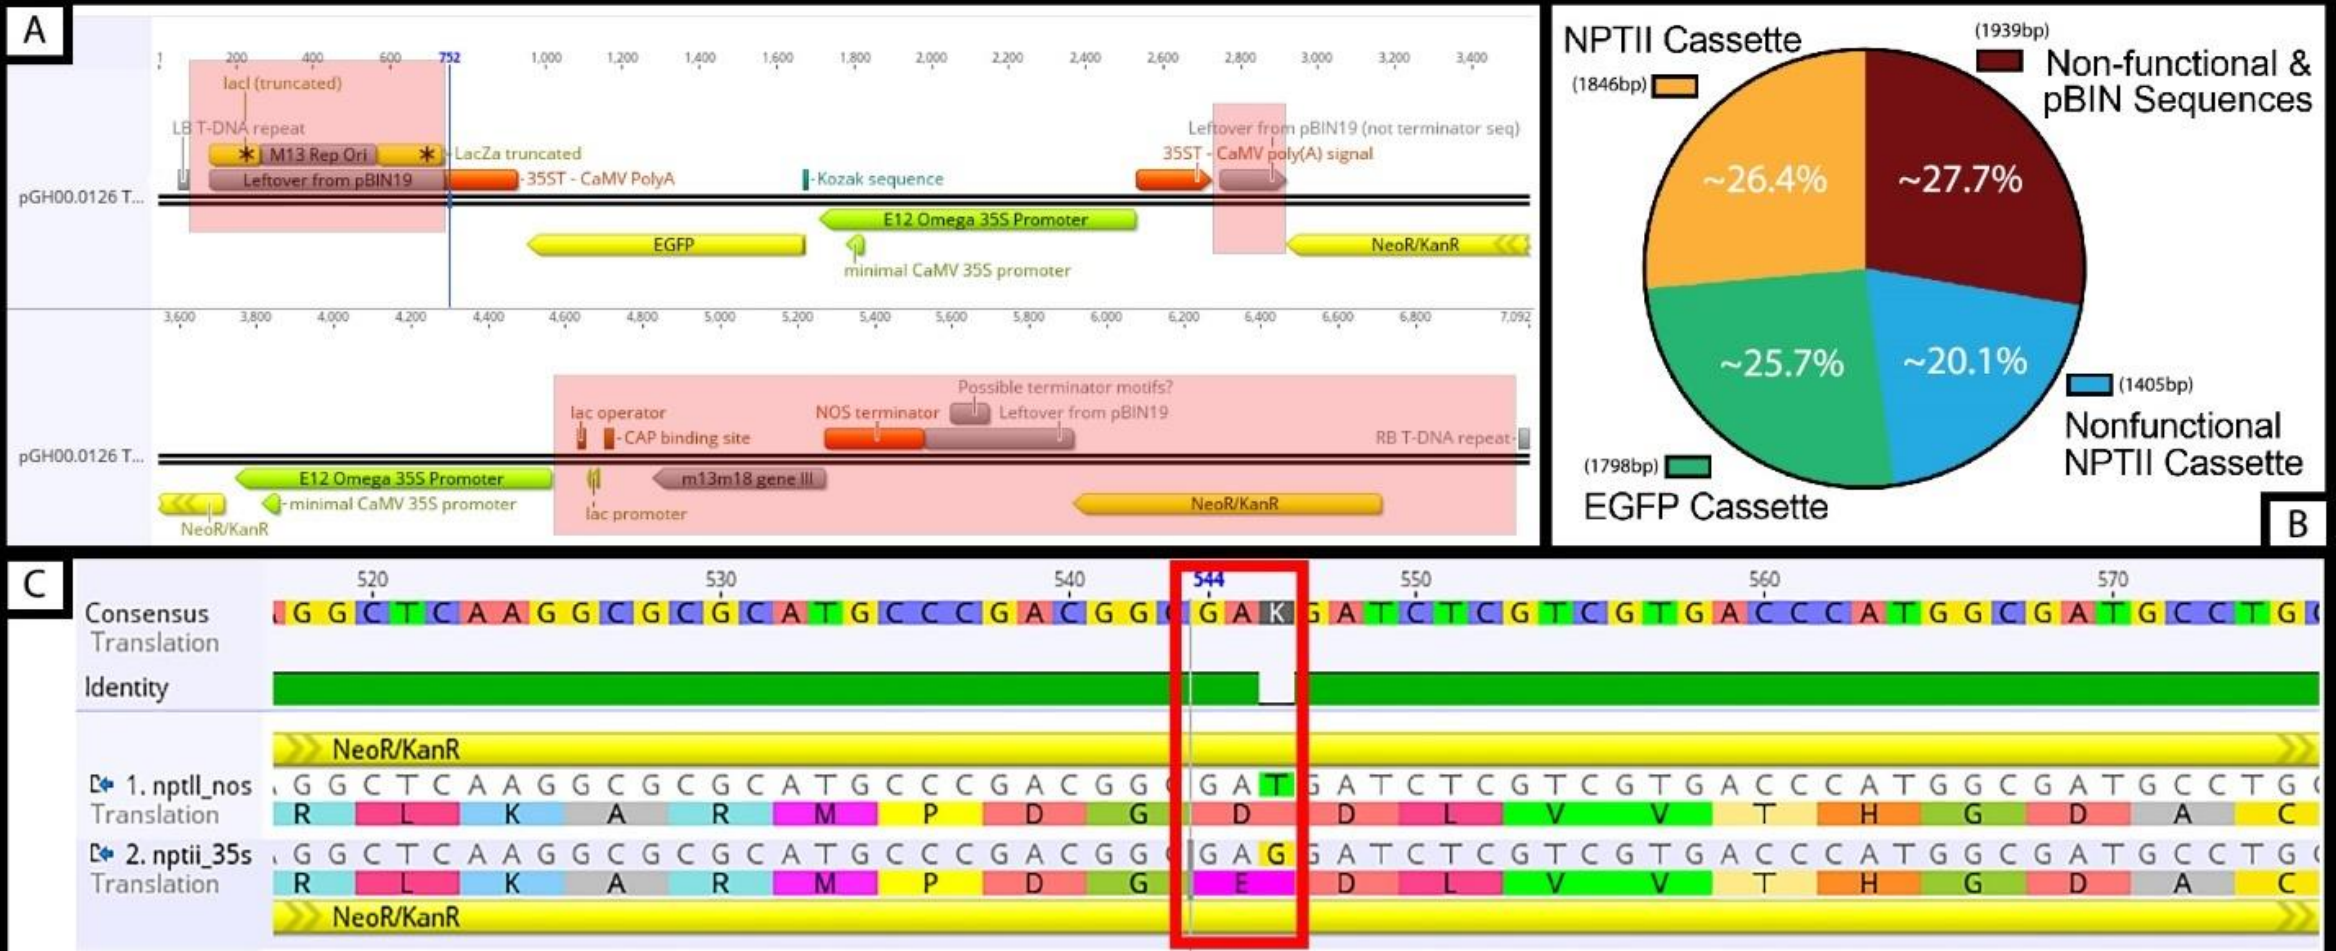 A
1 200 400 600 752 1,000 1,200 1,400 1,600 1,800 2,000 2,200 2,400 2,600 2,800 3,000 3,200 3,400
lacI (truncated)
LB T-DNA repeat
Leftover from pBIN19 (not terminator seq)
* M13 Rep Ori * LacZa truncated
35ST - CaMV poly(A) signal
Leftover from pBIN19
35ST - CaMV PolyA
Kozak sequence
pGH00.0126 T...
E12 Omega 35S Promoter
EGFP
NeoR/KanR
minimal CaMV 35S promoter
3,600 3,800 4,000 4,200 4,400 4,600 4,800 5,000 5,200 5,400 5,600 5,800 6,000 6,200 6,400 6,600 6,800 7,092
Possible terminator motifs?
lac operator
NOS terminator
Leftover from pBIN19
CAP binding site
RB T-DNA repeat
pGH00.0126 T...
E12 Omega 35S Promoter
m13m18 gene III
minimal CaMV 35S promoter
lac promoter
NeoR/KanR
NeoR/KanR
B
NPTII Cassette
(1846bp)
(1939bp)
Non-functional &
pBIN Sequences
~26.4%
~27.7%
~25.7%
~20.1%
(1405bp)
Nonfunctional
NPTII Cassette
(1798bp)
EGFP Cassette
C
520 530 540 544 550 560 570
Consensus G G C T C A A G G C G C G C A T G C C C G A C G G C G A K G A T C T C G T C G T G A C C C A T G G C G A T G C C T G C
Translation
Identity
NeoR/KanR
1. nptII_nos G G C T C A A G G C G C G C A T G C C C G A C G G C G A T G A T C T C G T C G T G A C C C A T G G C G A T G C C T G C
Translation R L K A R M P D G D D L V V T H G D A C
2. nptii_35s G G C T C A A G G C G C G C A T G C C C G A C G G C G A G G A T C T C G T C G T G A C C C A T G G C G A T G C C T G C
Translation R L K A R M P D G E D L V V T H G D A C
NeoR/KanR